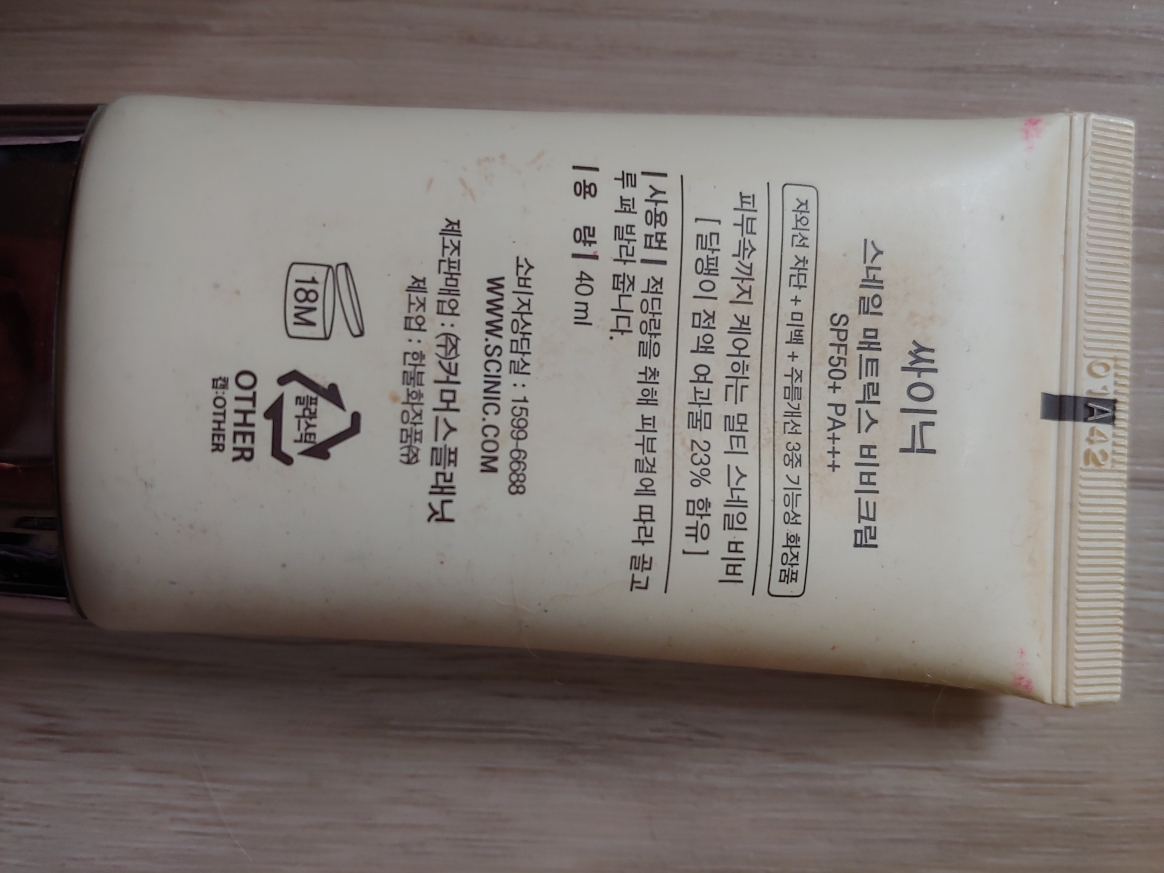 싸이닉
스네일 매트릭스 비비크림
SPF50+ PA+++
자외선 차단 + 미백 + 주름개선 3중 기능성 화장품
피부속까지 케어하는 멀티 스네일 비비
[ 달팽이 점액 여과물 23% 함유 ]
| 사용법 | 적당량을 취해 피부결에 따라 골고
루 펴 발라 줍니다.
| 용 량 | 40 ml
소비자상담실 : 1599-6688
WWW.SCINIC.COM
제조판매업 : ㈜커머스플래닛
제조업 : 한불화장품㈜
18M
플라스틱
OTHER
캡:OTHER
01A42